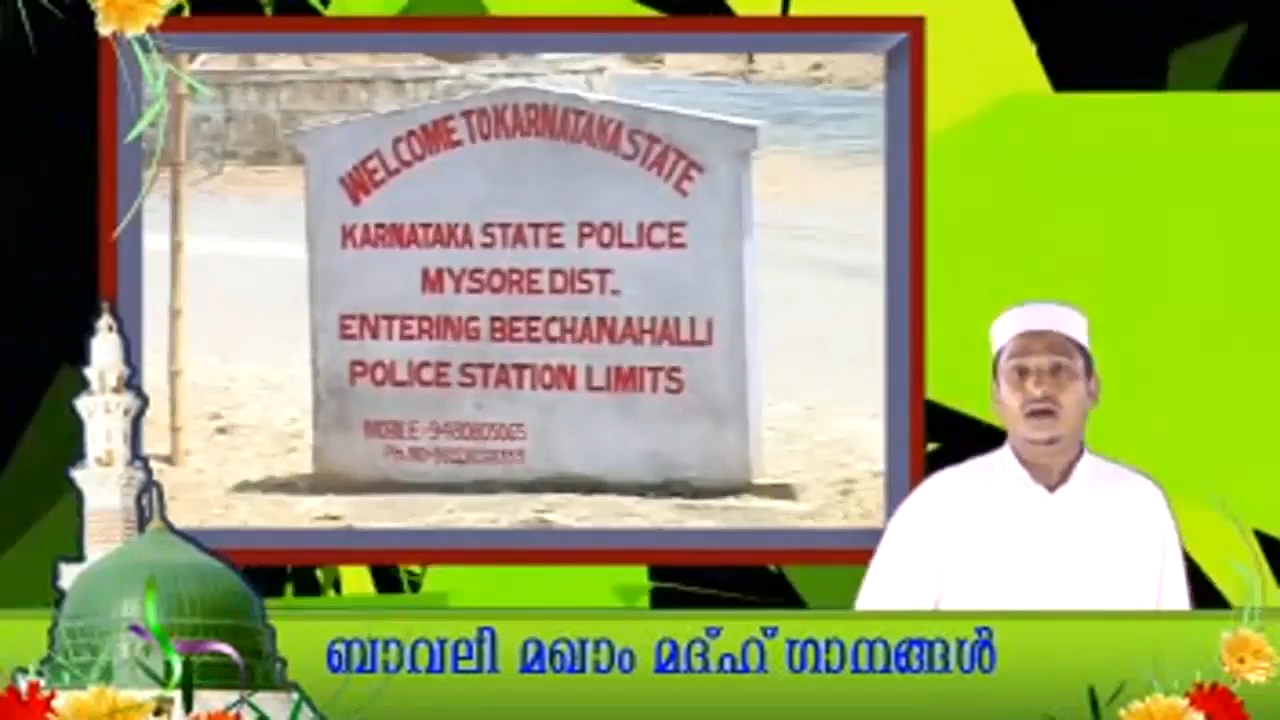 WELCOME TO KARNATAKA STATE
KARNATAKA STATE POLICE
MYSORE DIST..
ENTERING BEECHANAHALLI
POLICE STATION LIMITS
MOBILE
ബാവലി മഖാം മദ്ഹ് ഗാനങ്ങൾ